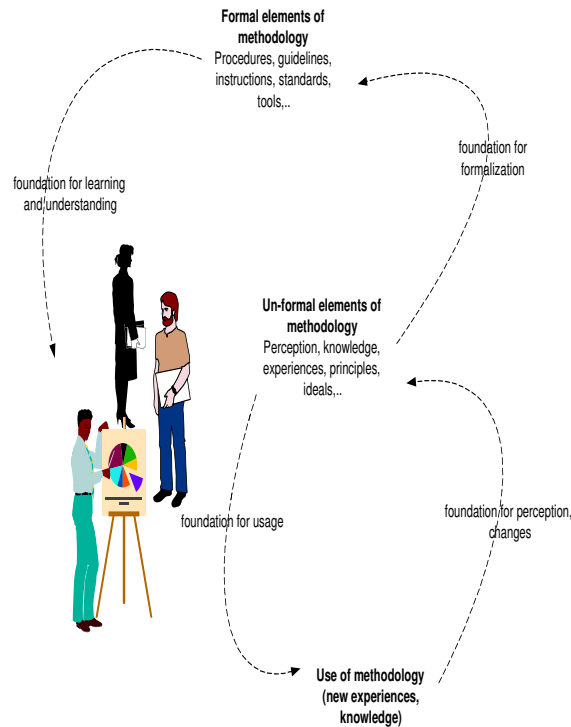 Formal elements of
methodology
Procedures, guidelines,
instructions, standards,
tools,..
foundation for
formalization
foundation for learning
and understanding
Un-formal elements of
methodology
Perception, knowledge,
experiences, principles,
ideals,..
foundation for usage
foundation for perception,
changes
Use of methodology
(new experiences,
knowledge)